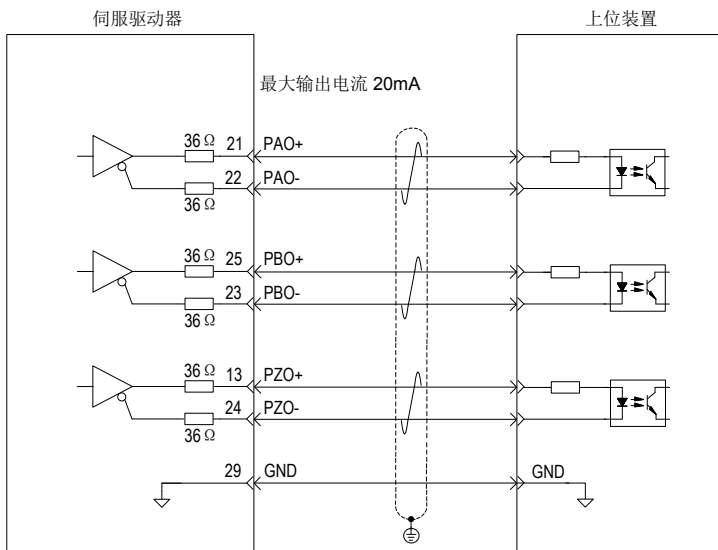 伺服驱动器
上位装置
最大输出电流 20mA
36 Ω 21 PAO+
22 PAO-
36 Ω
36 Ω 25 PBO+
23 PBO-
36 Ω
36 Ω 13 PZO+
24 PZO-
36 Ω
29 GND GND